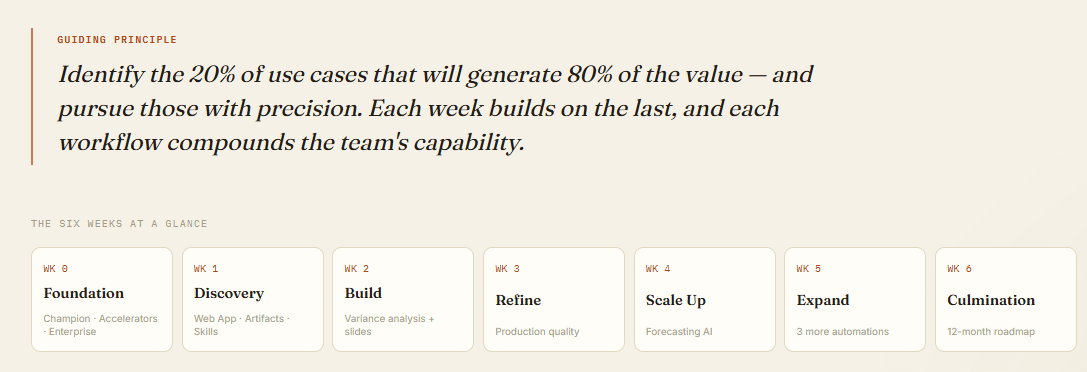 GUIDING PRINCIPLE
Identify the 20% of use cases that will generate 80% of the value — and
pursue those with precision. Each week builds on the last, and each
workflow compounds the team's capability.
THE SIX WEEKS AT A GLANCE
WK 0
Foundation
Champion · Accelerators
· Enterprise
WK 1
Discovery
Web App · Artifacts ·
Skills
WK 2
Build
Variance analysis +
slides
WK 3
Refine
Production quality
WK 4
Scale Up
Forecasting AI
WK 5
Expand
3 more automations
WK 6
Culmination
12-month roadmap